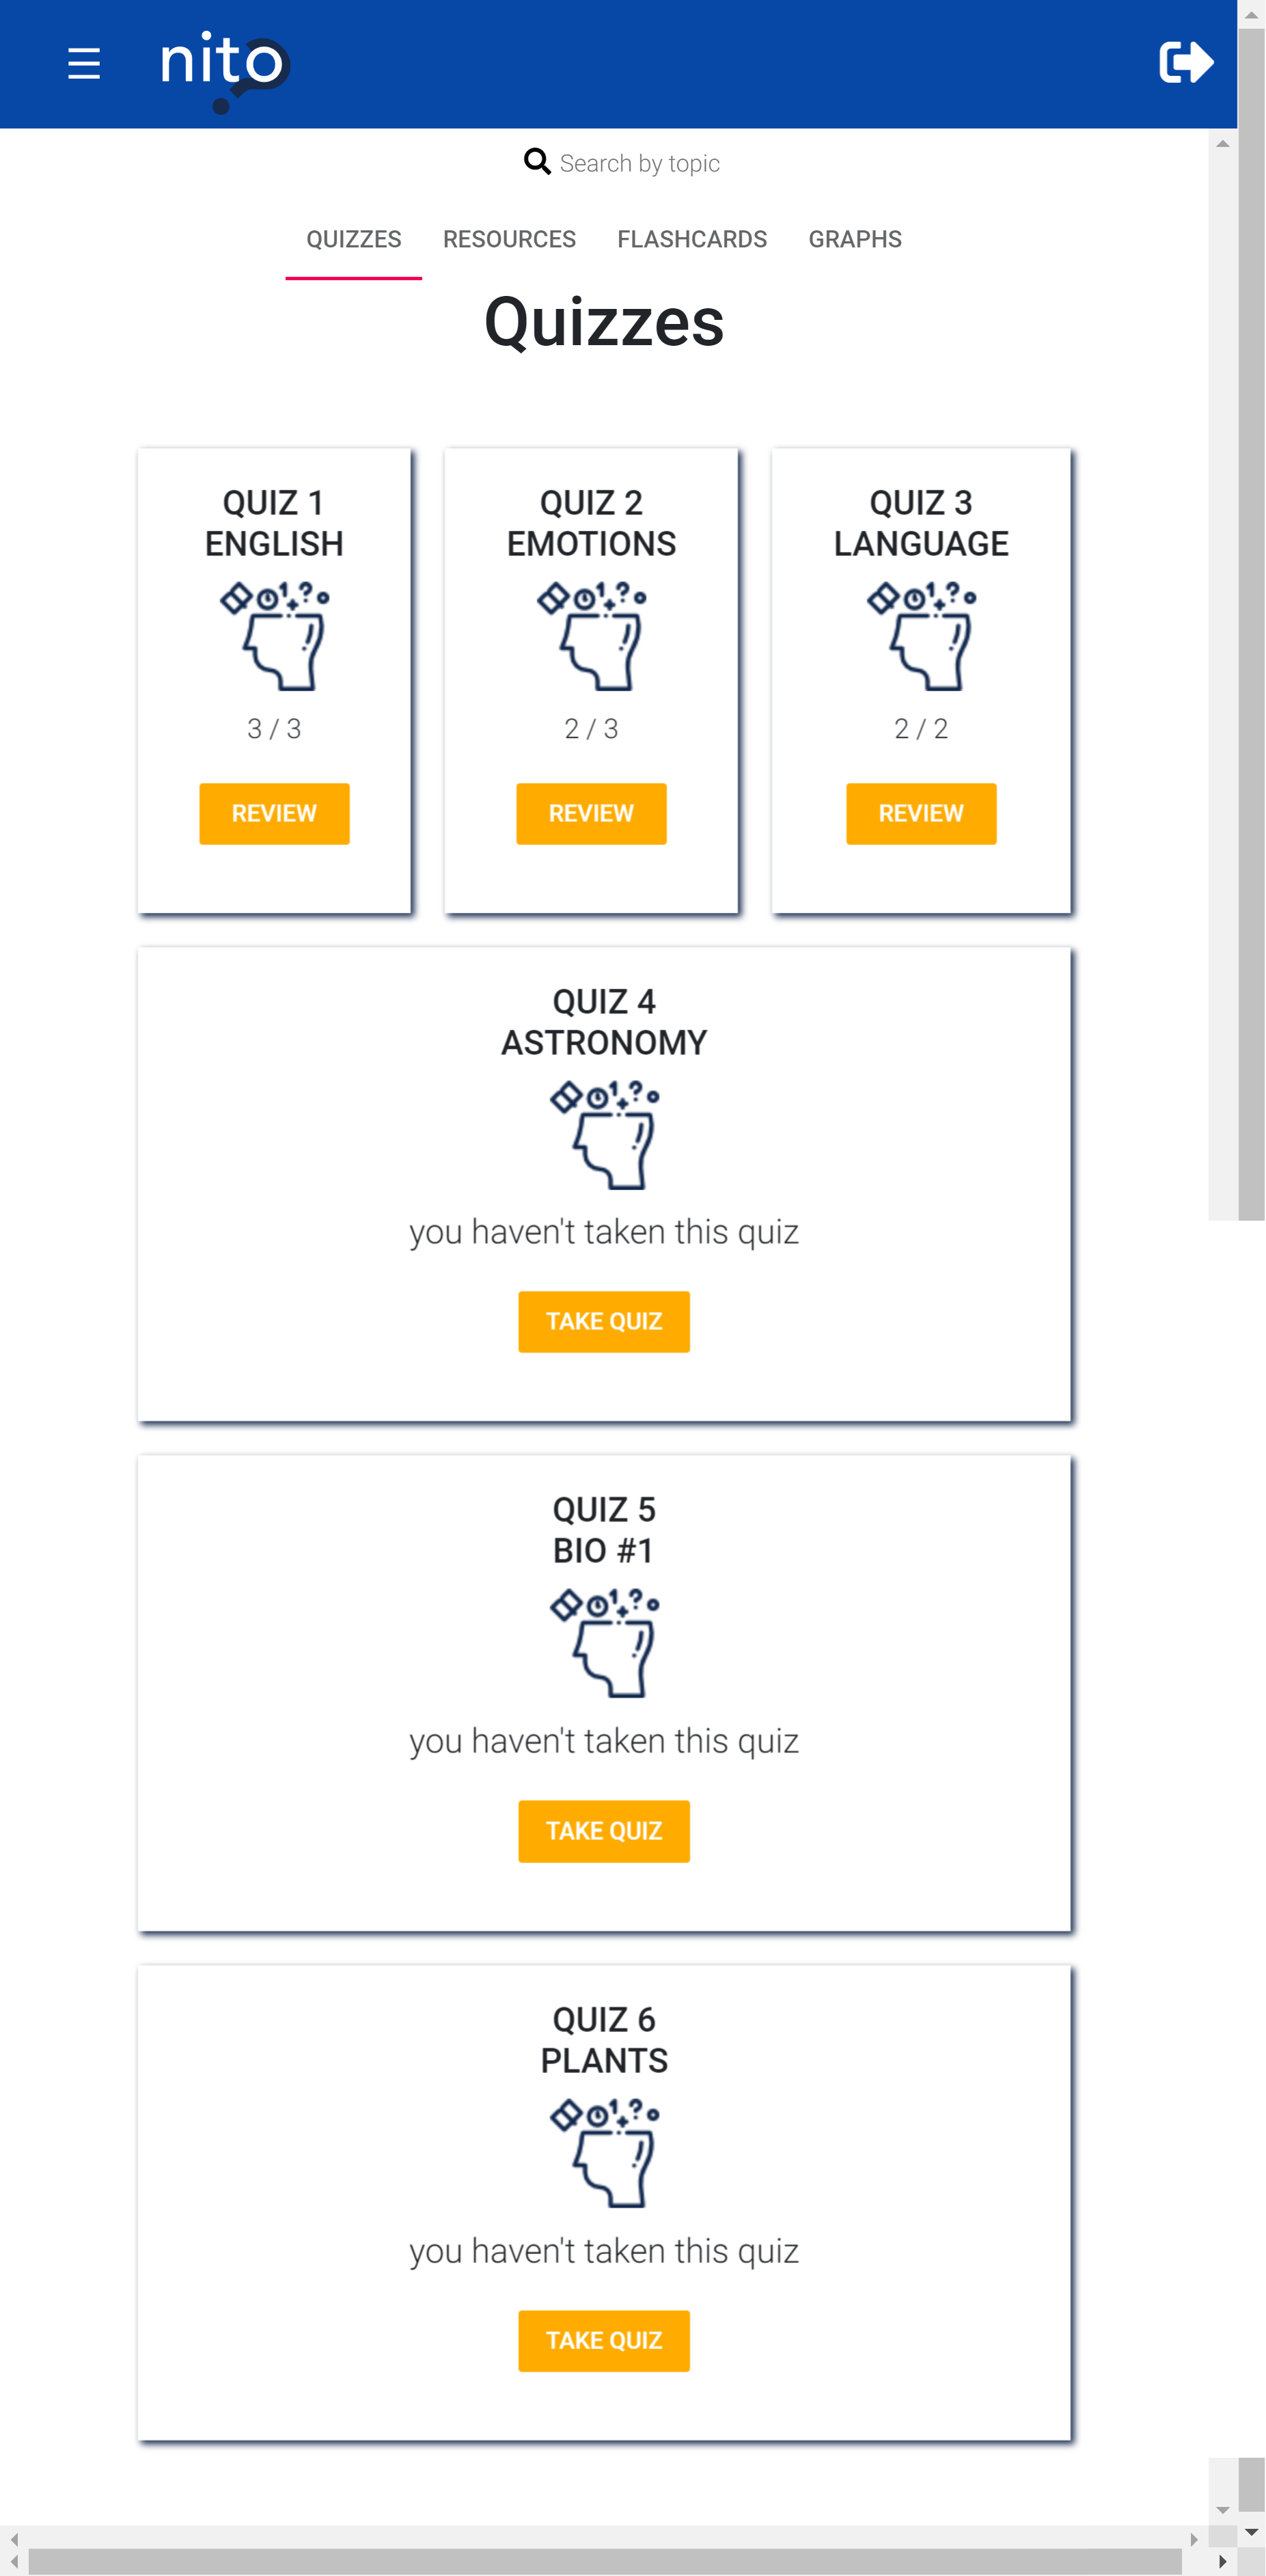 nito
Search by topic
QUIZZES RESOURCES FLASHCARDS GRAPHS
Quizzes
QUIZ 1
ENGLISH
3 / 3
REVIEW
QUIZ 2
EMOTIONS
2 / 3
REVIEW
QUIZ 3
LANGUAGE
2 / 2
REVIEW
QUIZ 4
ASTRONOMY
you haven't taken this quiz
TAKE QUIZ
QUIZ 5
BIO #1
you haven't taken this quiz
TAKE QUIZ
QUIZ 6
PLANTS
you haven't taken this quiz
TAKE QUIZ